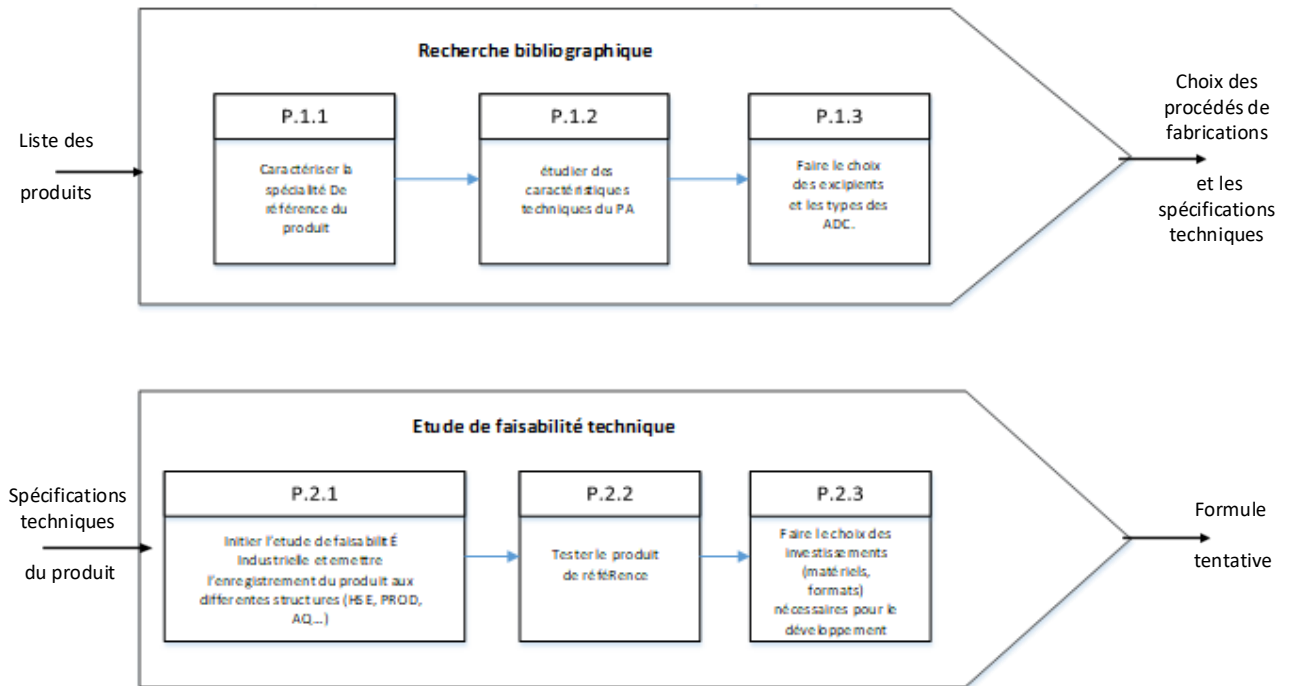 Recherche bibliographique
Liste des
produits
P.1.1
Caractériser la
spécialité De
référence du
produit
P.1.2
étudier des
caractéristiques
techniques du PA
P.1.3
Faire le choix
des excipients
et les types des
ADC.
Choix des
procédés de
fabrications
et les
spécifications
techniques
Etude de faisabilité technique
Spécifications
techniques
du produit
P.2.1
Initier l'etude de faisabilitÉ
Industrielle et emettre
l'enregistrement du produit aux
differentes structures (HSE, PROD,
AQ...)
P.2.2
Tester le produit
de référence
P.2.3
Faire le choix des
investissements
(matériels,
formats)
nécessaires pour le
développement
Formule
tentative